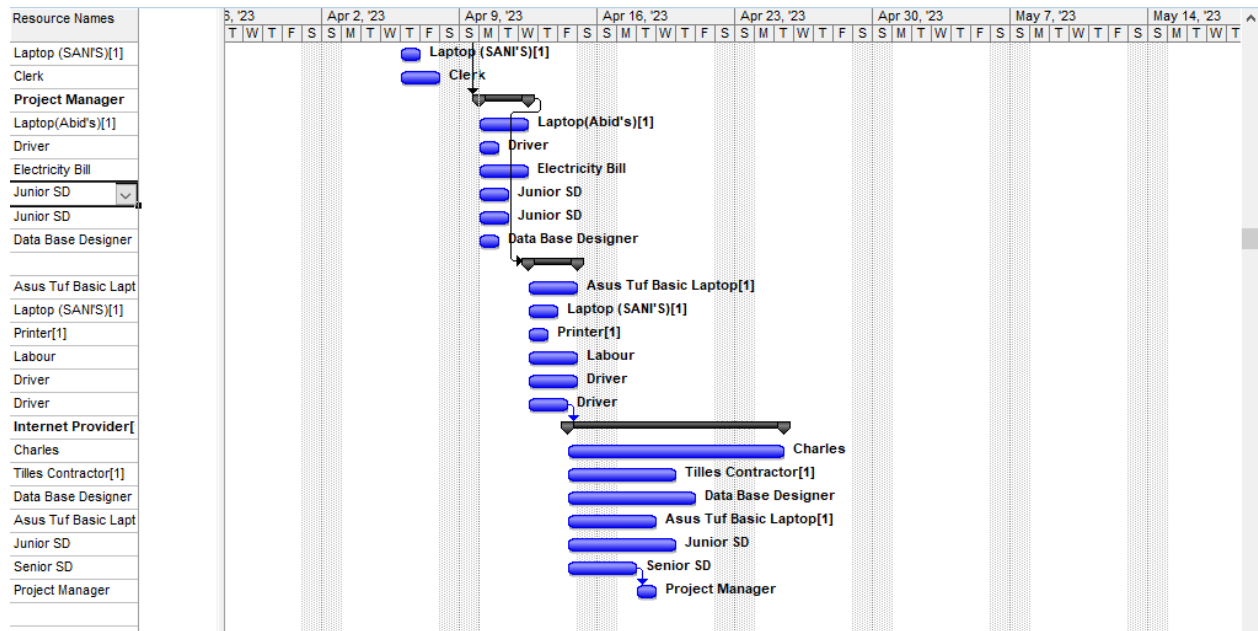 Resource Names
3, '23 Apr 2, '23 Apr 9, '23 Apr 16, '23 Apr 23, '23 Apr 30, '23 May 7, '23 May 14, '23
T W T F S S M T W T F S S M T W T F S S M T W T F S S M T W T F S S M T W T F S S M T W T F S S M T W T
Laptop (SANI'S)[1] Laptop (SANI'S)[1]
Clerk Clerk
Project Manager
Laptop(Abid's)[1] Laptop(Abid's)[1]
Driver Driver
Electricity Bill Electricity Bill
Junior SD Junior SD
Junior SD Junior SD
Data Base Designer Data Base Designer
Asus Tuf Basic Lapt Asus Tuf Basic Laptop[1]
Laptop (SANI'S)[1] Laptop (SANI'S)[1]
Printer[1] Printer[1]
Labour Labour
Driver Driver
Driver Driver
Internet Provider[
Charles Charles
Tilles Contractor[1] Tilles Contractor[1]
Data Base Designer Data Base Designer
Asus Tuf Basic Lapt Asus Tuf Basic Laptop[1]
Junior SD Junior SD
Senior SD Senior SD
Project Manager Project Manager